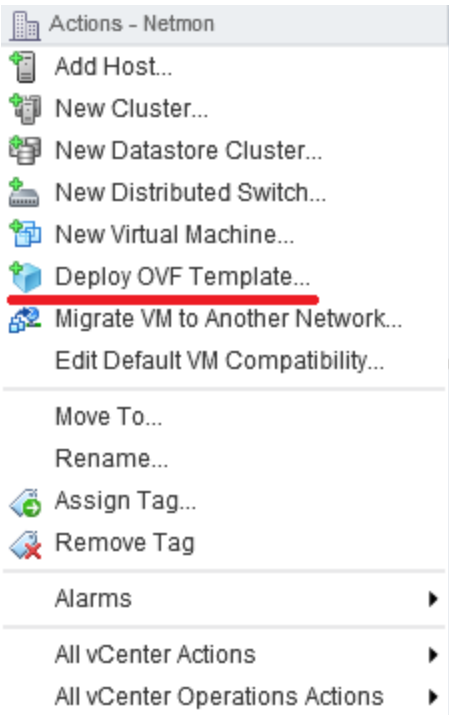 Actions - Netmon
Add Host...
New Cluster...
New Datastore Cluster...
New Distributed Switch...
New Virtual Machine...
Deploy OVF Template...
Migrate VM to Another Network...
Edit Default VM Compatibility...
Move To...
Rename...
Assign Tag...
Remove Tag
Alarms
All vCenter Actions
All vCenter Operations Actions